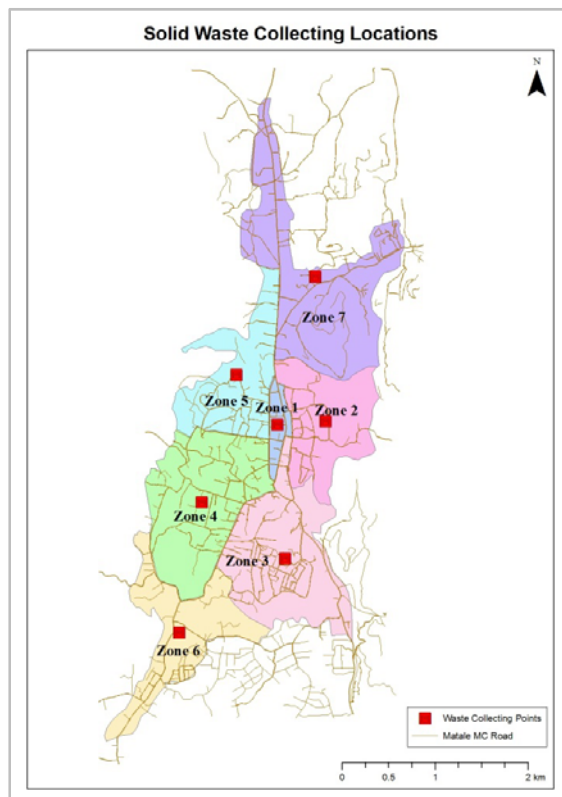 Solid Waste Collecting Locations
N
Zone 7
Zone 5
Zone 1
Zone 2
Zone 4
Zone 3
Zone 6
Waste Collecting Points
Matale MC Road
0 0.5 1 2 km